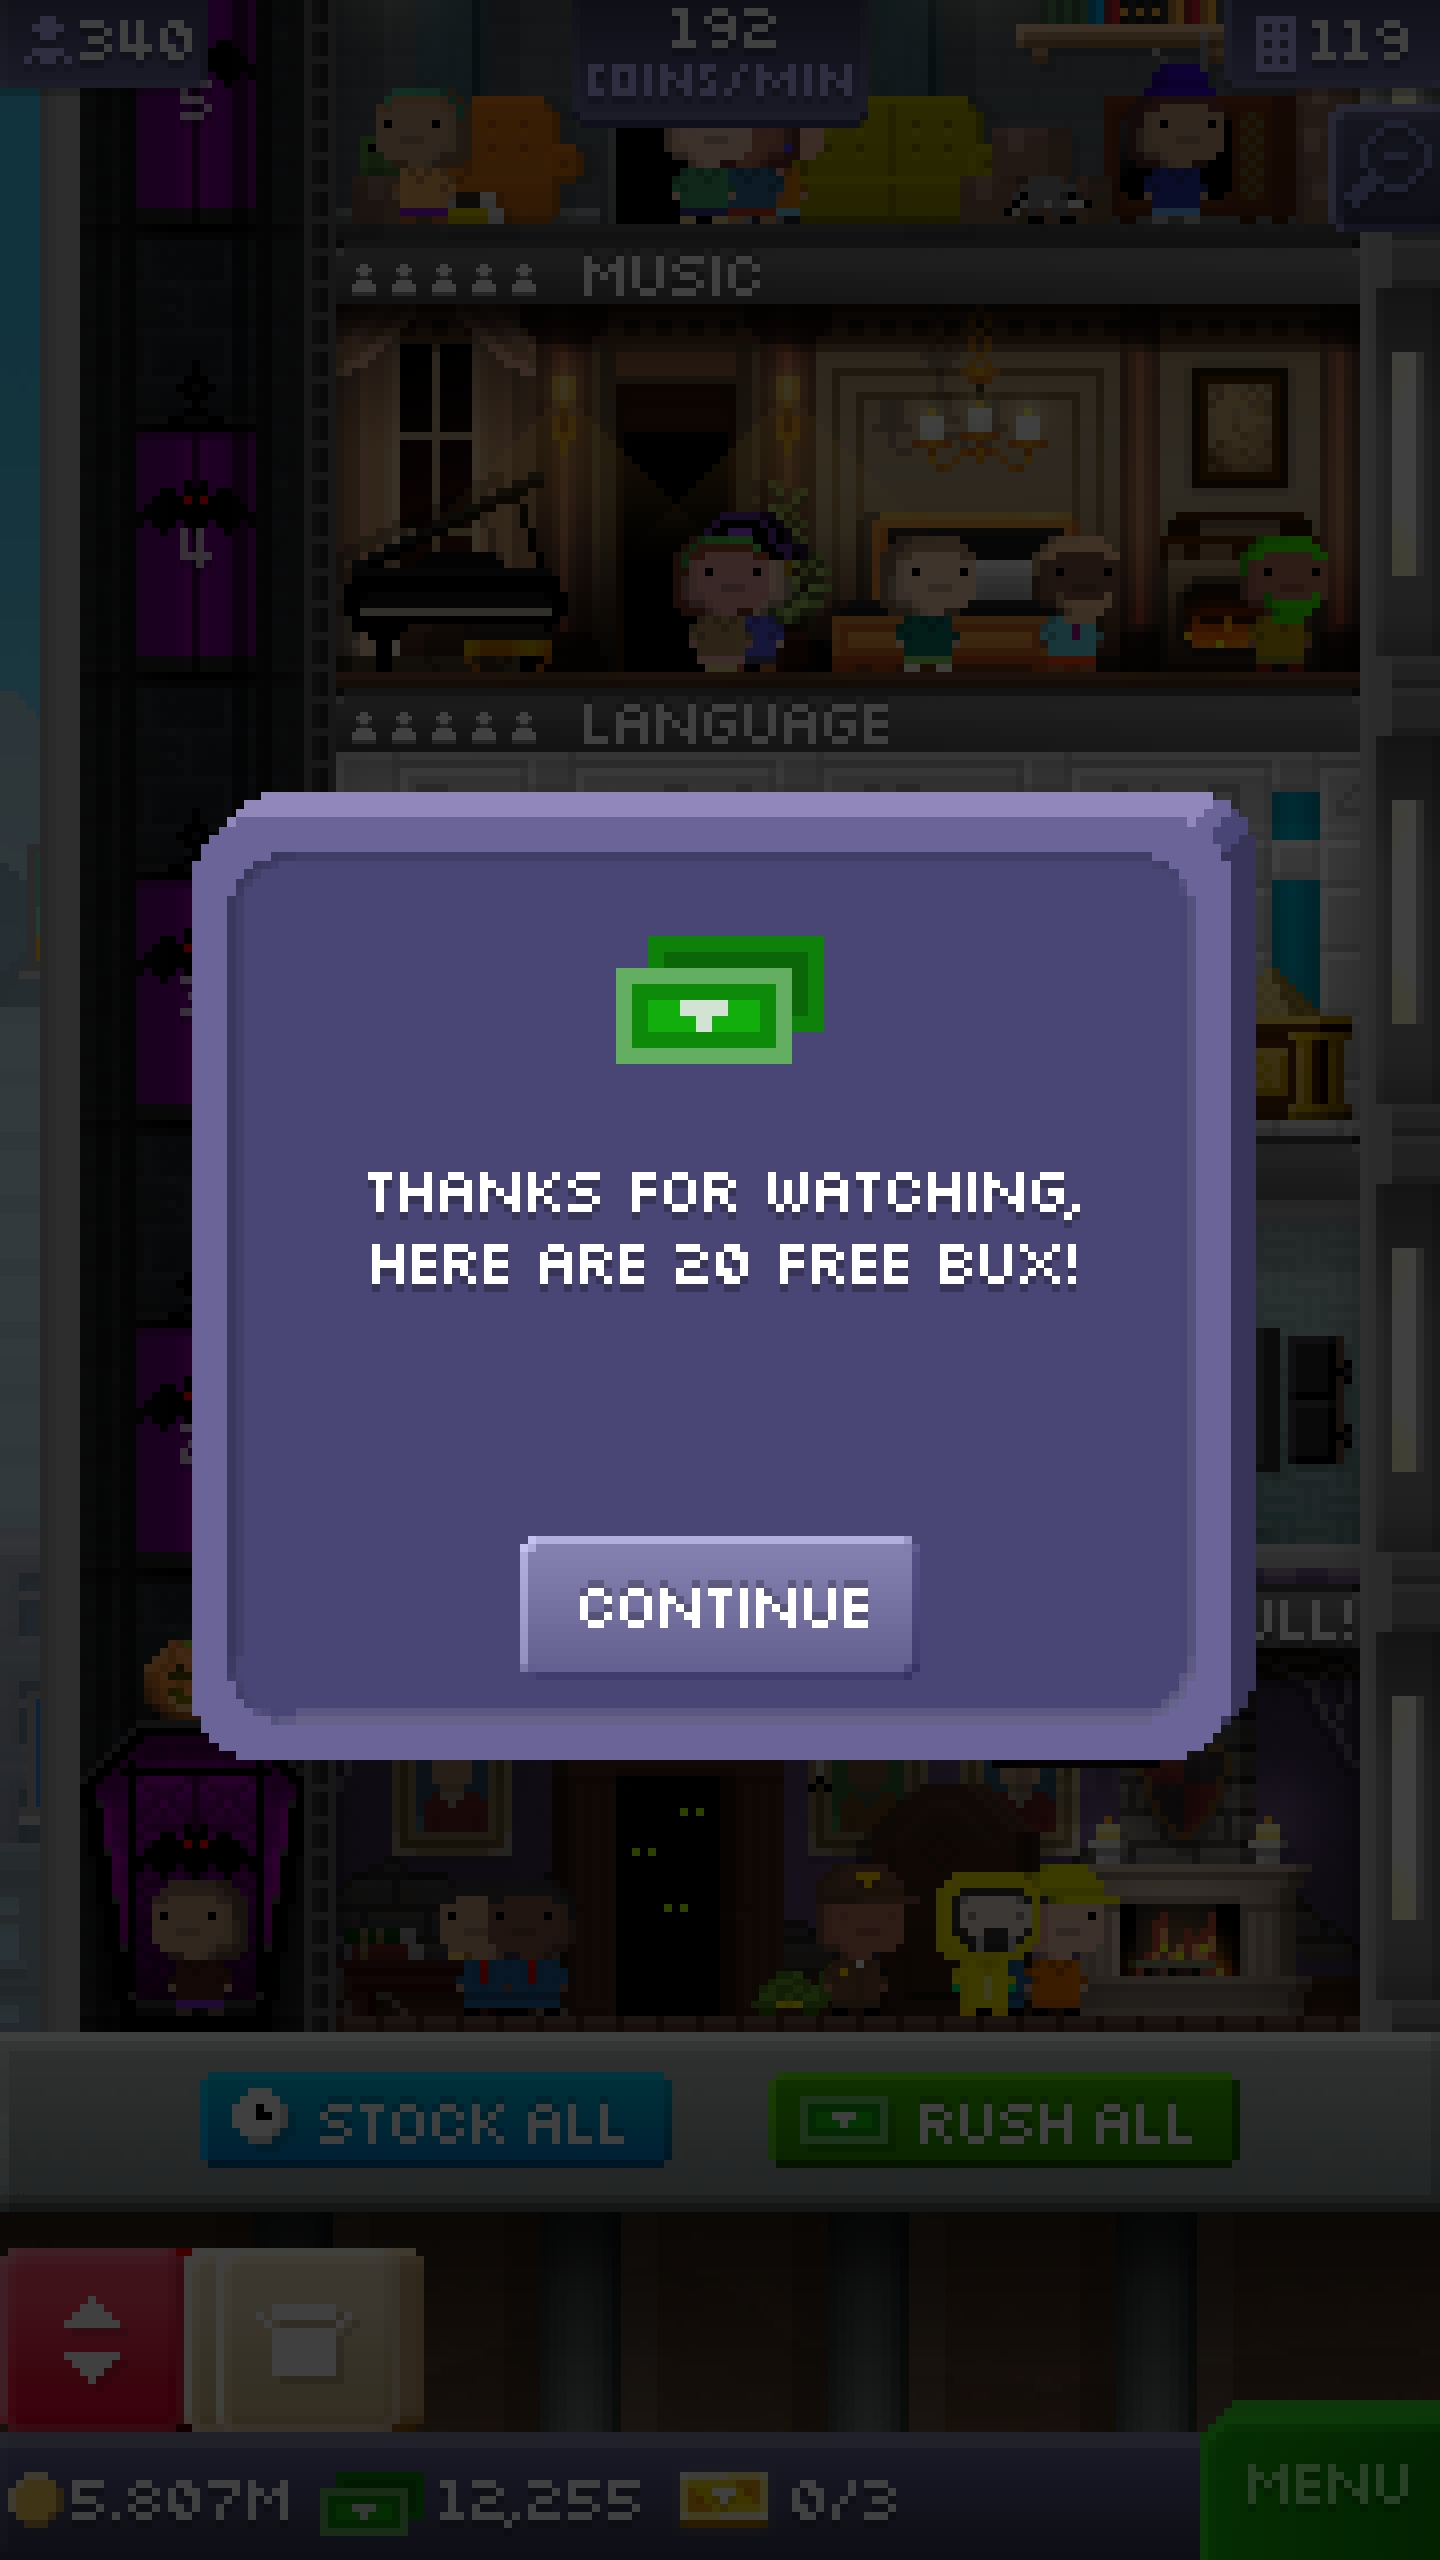 340
192
COINS/MIN
119
5
MUSIC
4
LANGUAGE
THANKS FOR WATCHING,
HERE ARE 20 FREE BUX!
CONTINUE
STOCK ALL
RUSH ALL
5.807M
12,255
0/3
MENU